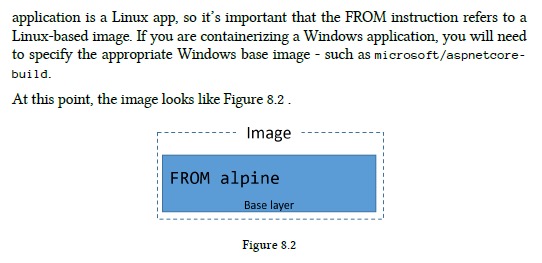 application is a Linux app, so it’s important that the FROM instruction refers to a
Linux-based image. If you are containerizing a Windows application, you will need
to specify the appropriate Windows base image - such as microsoft/aspnetcore-
build.
At this point, the image looks like Figure 8.2 .
Image
FROM alpine
Base layer
Figure 8.2